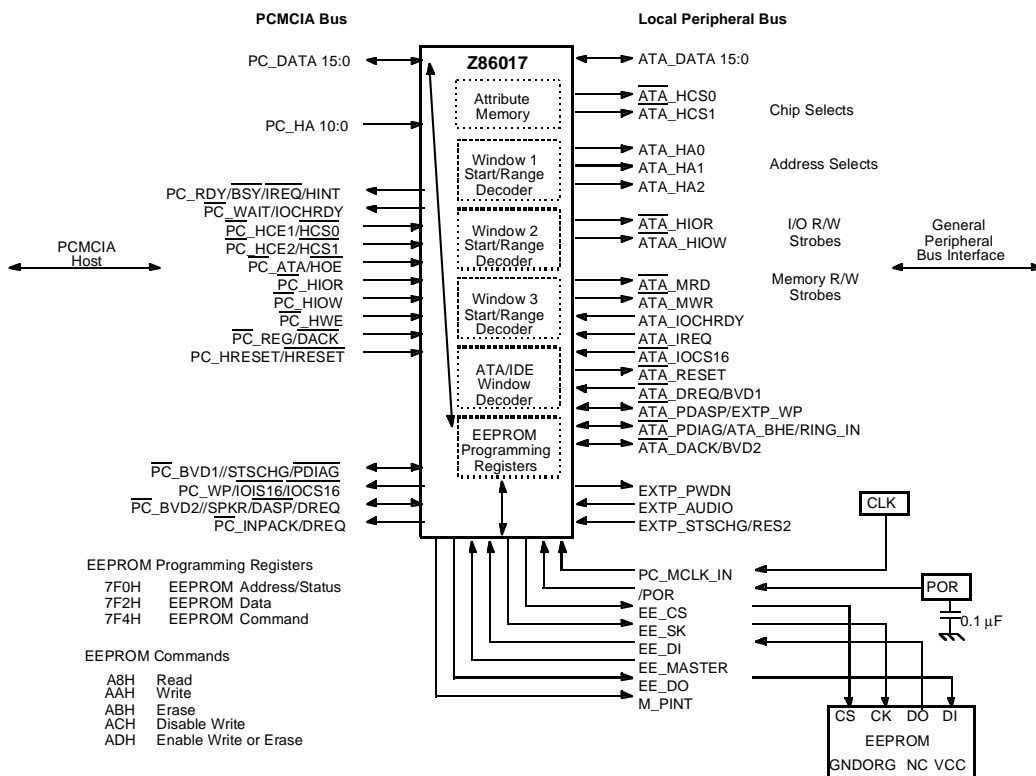 PCMCIA Bus
Local Peripheral Bus
Z86017
PC_DATA 15:0
ATA_DATA 15:0
Attribute
Memory
ATA_HCS0
ATA_HCS1
Chip Selects
PC_HA 10:0
Window 1
Start/Range
Decoder
ATA_HA0
ATA_HA1
ATA_HA2
Address Selects
PC_RDY/BSY/IREQ/HINT
PC_WAIT/IOCHRDY
PC_HCE1/HCS0
PC_HCE2/HCS1
PC_ATA/HOE
PC_HIOR
PC_HIOW
PC_HWE
PC_REG/DACK
PC_HRESET/HRESET
PCMCIA
Host
Window 2
Start/Range
Decoder
ATA_HIOR
ATAA_HIOW
I/O R/W
Strobes
General
Peripheral
Bus Interface
Window 3
Start/Range
Decoder
ATA_MRD
ATA_MWR
Memory R/W
Strobes
ATA_IOCHRDY
ATA_IREQ
ATA_IOCS16
ATA_RESET
ATA_DREQ/BVD1
ATA_PDASP/EXTP_WP
ATA_PDIAG/ATA_BHE/RING_IN
ATA_DACK/BVD2
ATA/IDE
Window
Decoder
EEPROM
Programming
Registers
PC_BVD1//STSCHG/PDIAG
PC_WP/IOIS16/IOCS16
PC_BVD2//SPKR/DASP/DREQ
PC_INPACK/DREQ
EXTP_PWDN
EXTP_AUDIO
EXTP_STSCHG/RES2
CLK
PC_MCLK_IN
/POR
EE_CS
EE_SK
EE_DI
EE_MASTER
EE_DO
M_PINT
POR
0.1 µF
EEPROM Programming Registers
7F0H EEPROM Address/Status
7F2H EEPROM Data
7F4H EEPROM Command
EEPROM Commands
A8H Read
AAH Write
ABH Erase
ACH Disable Write
ADH Enable Write or Erase
CS CK DO DI
EEPROM
GNDORG NC VCC